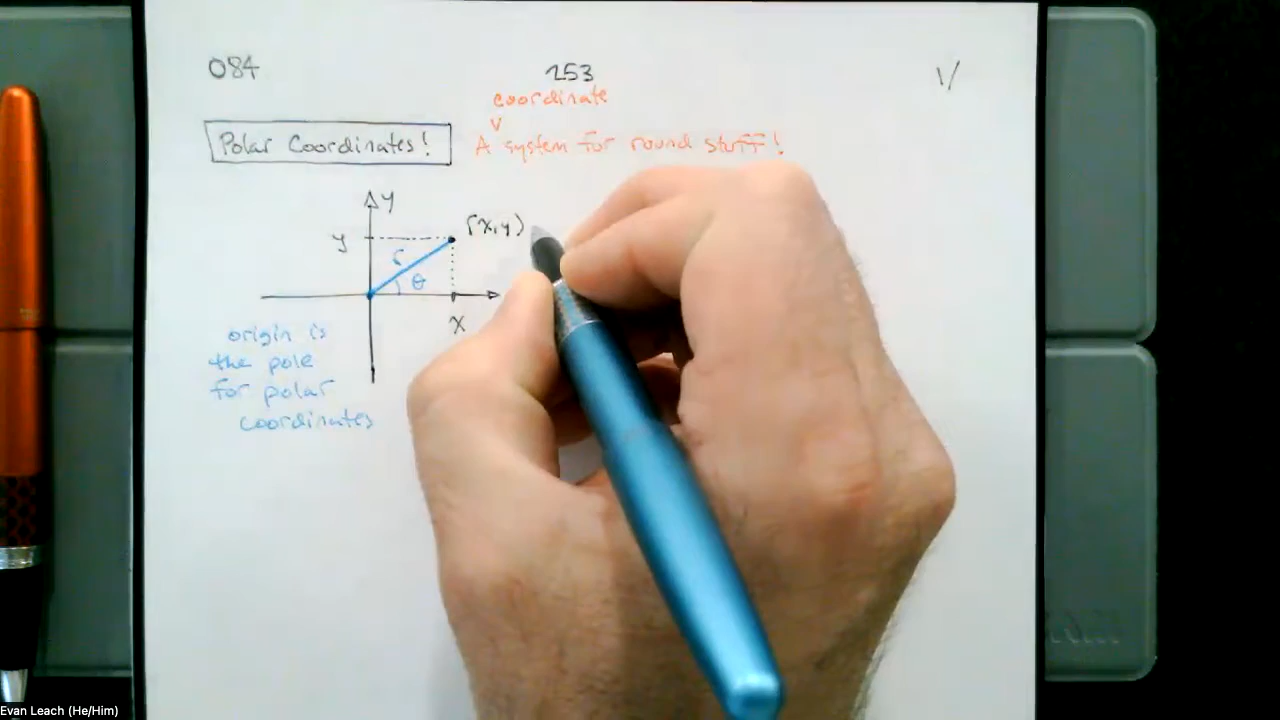 084
253
1/
coordinate
v
Polar Coordinates!
A system for round stuff!
y
y
(x,y)
r
θ
x
origin is
the pole
for polar
coordinates
Evan Leach (He/Him)